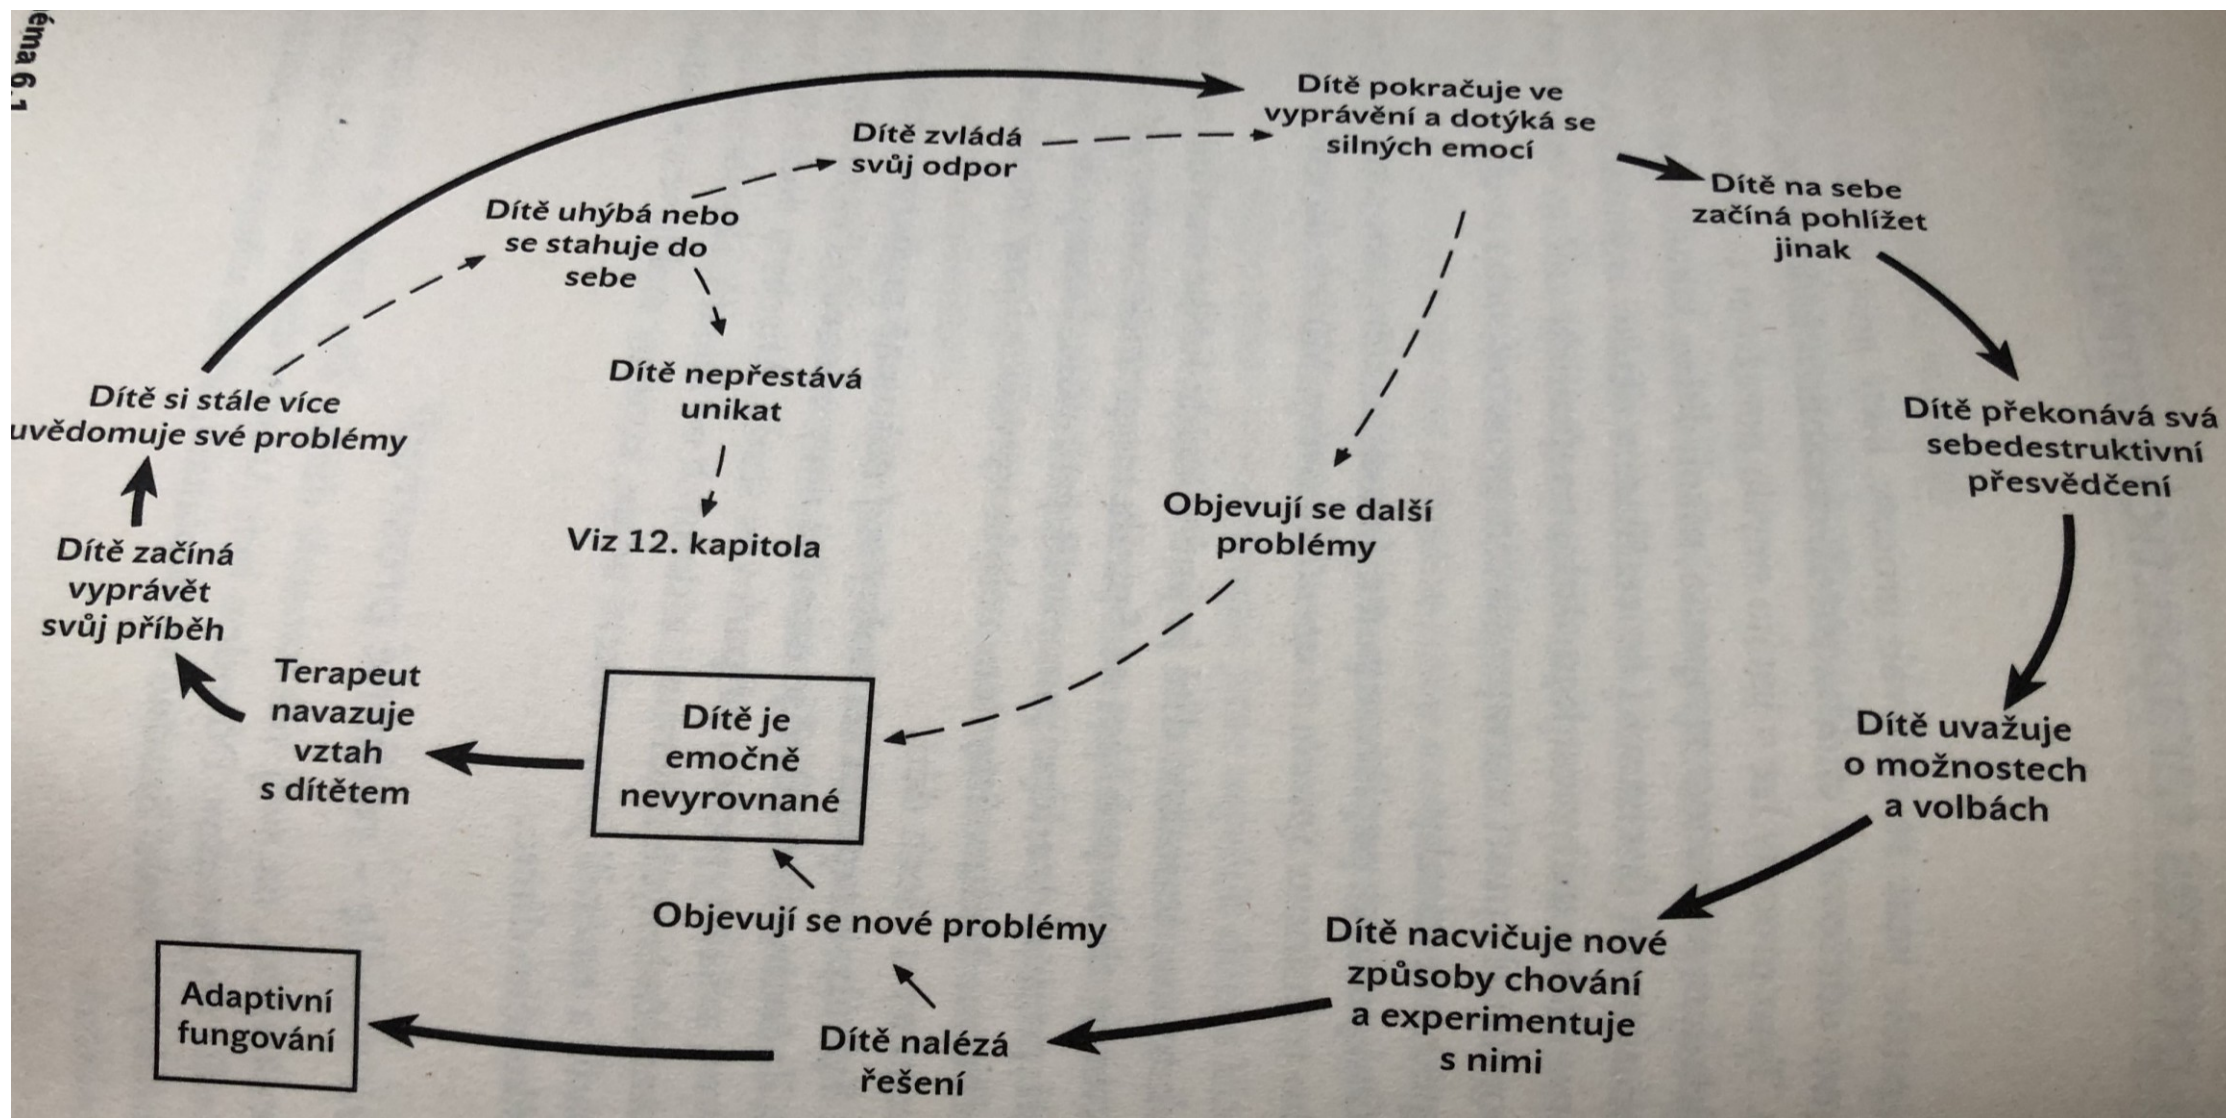 éma 6.1
Dítě pokračuje ve
vyprávění a dotýká se
silných emocí
Dítě zvládá
svůj odpor
Dítě na sebe
začíná pohlížet
jinak
Dítě uhýbá nebo
se stahuje do
sebe
Dítě nepřestává
unikat
Viz 12. kapitola
Dítě si stále více
uvědomuje své problémy
Dítě překonává svá
sebedestruktivní
přesvědčení
Objevují se další
problémy
Dítě začíná
vyprávět
svůj příběh
Terapeut
navazuje
vztah
s dítětem
Dítě je
emočně
nevyrovnané
Dítě uvažuje
o možnostech
a volbách
Objevují se nové problémy
Dítě nacvičuje nové
způsoby chování
a experimentuje
s nimi
Adaptivní
fungování
Dítě nalézá
řešení